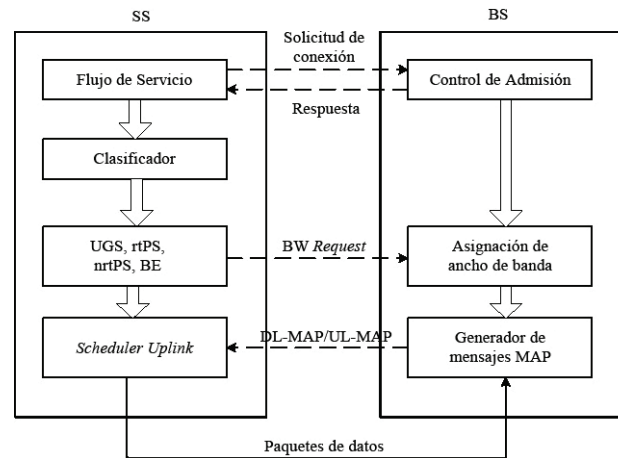 SS
BS
Solicitud de
conexión
Flujo de Servicio
Control de Admisión
Respuesta
Clasificador
UGS, rtPS,
nrtPS, BE
BW Request
Asignación de
ancho de banda
DL-MAP/UL-MAP
Scheduler Uplink
Generador de
mensajes MAP
Paquetes de datos